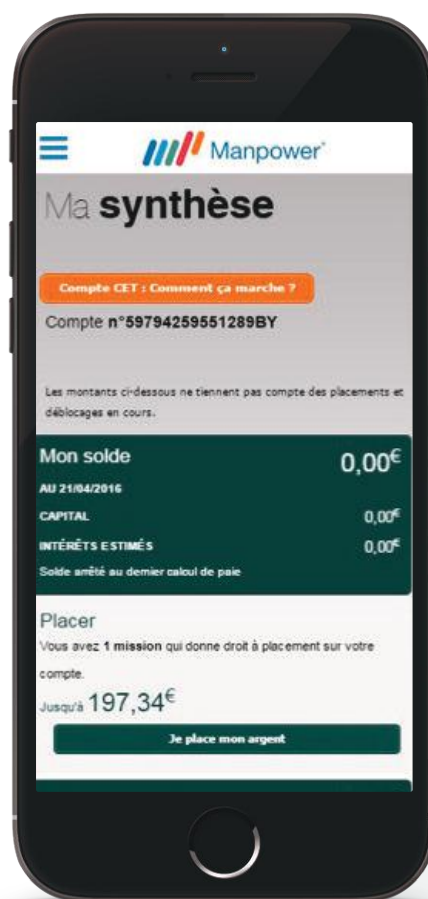 Manpower®
Ma synthèse
Compte CET : Comment ça marche ?
Compte n°59794259551289BY
Les montants ci-dessous ne tiennent pas compte des placements et
déblocages en cours.
Mon solde 0,00€
AU 21/04/2016
CAPITAL 0,00€
INTÉRÊTS ESTIMÉS 0,00€
Solde arrêté au dernier calcul de paie
Placer
Vous avez 1 mission qui donne droit à placement sur votre
compte.
Jusqu'à 197,34€
Je place mon argent